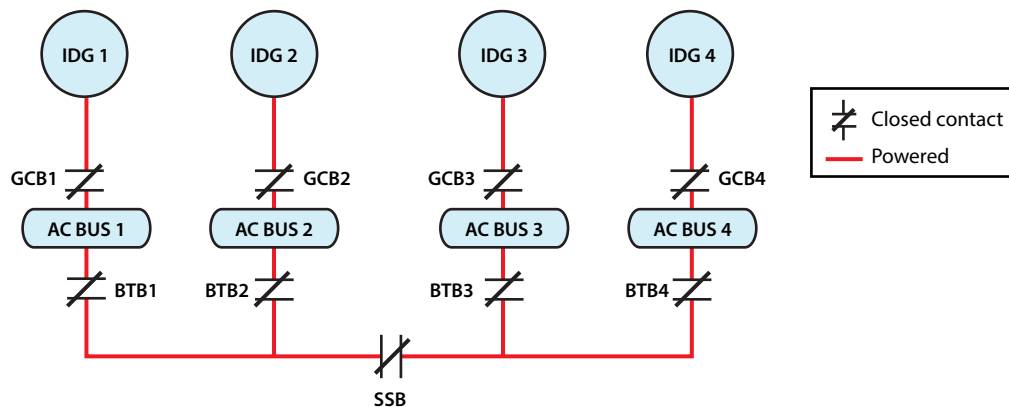 IDG 1
IDG 2
IDG 3
IDG 4
Closed contact
Powered
GCB1
GCB2
GCB3
GCB4
AC BUS 1
AC BUS 2
AC BUS 3
AC BUS 4
BTB1
BTB2
BTB3
BTB4
SSB